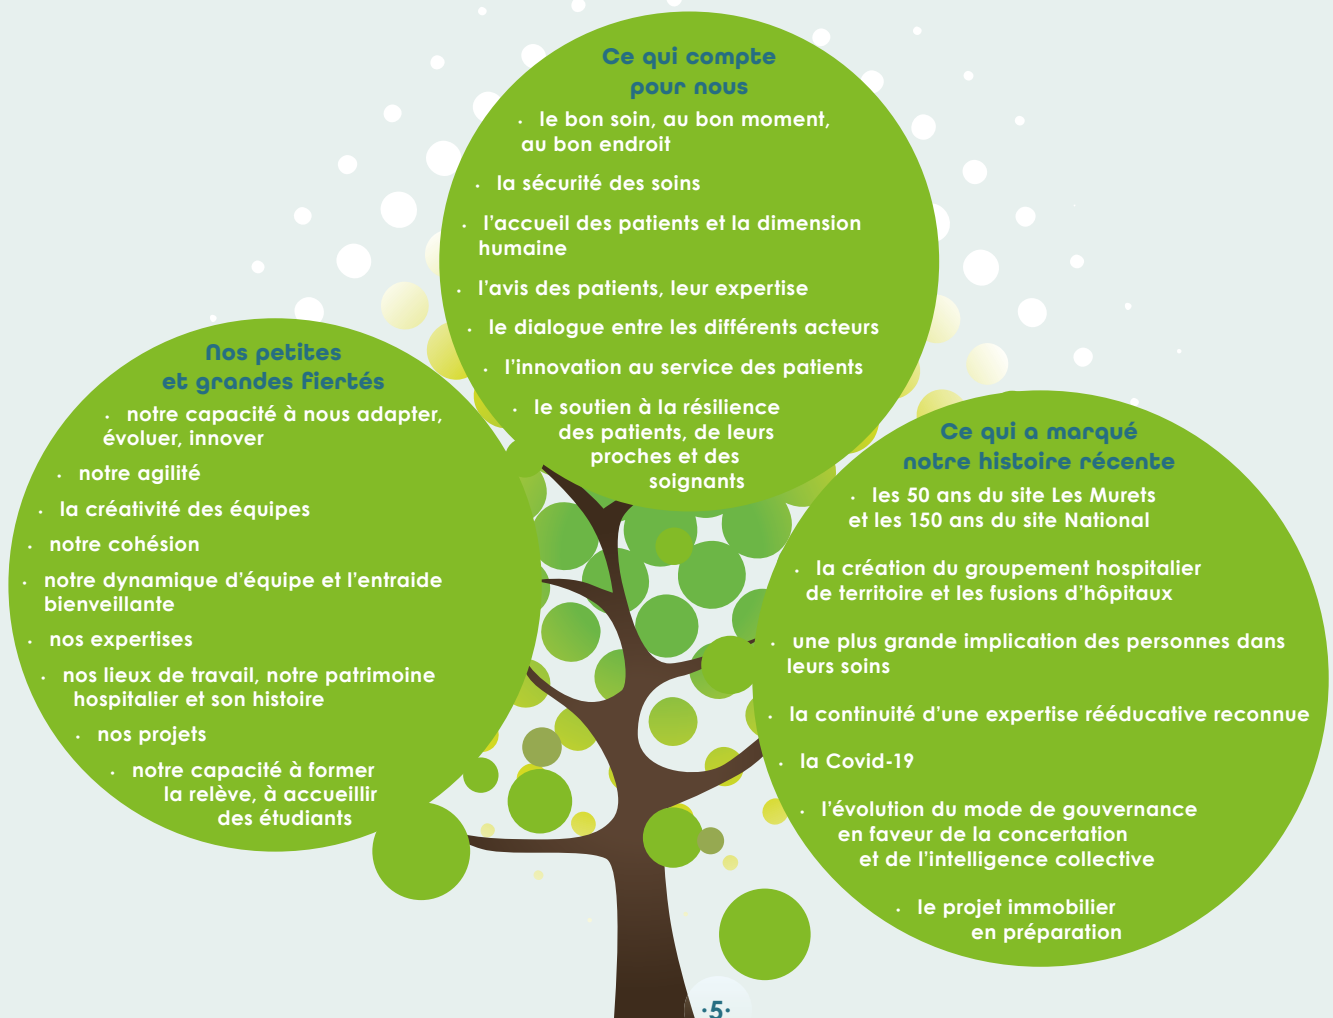 Ce qui compte
pour nous
· le bon soin, au bon moment,
au bon endroit
· la sécurité des soins
· l'accueil des patients et la dimension
humaine
· l'avis des patients, leur expertise
· le dialogue entre les différents acteurs
· l'innovation au service des patients
· le soutien à la résilience
des patients, de leurs
proches et des
soignants
Nos petites
et grandes fiertés
· notre capacité à nous adapter,
évoluer, innover
· notre agilité
· la créativité des équipes
· notre cohésion
· notre dynamique d'équipe et l'entraide
bienveillante
· nos expertises
· nos lieux de travail, notre patrimoine
hospitalier et son histoire
· nos projets
· notre capacité à former
la relève, à accueillir
des étudiants
Ce qui a marqué
notre histoire récente
· les 50 ans du site Les Murets
et les 150 ans du site National
· la création du groupement hospitalier
de territoire et les fusions d'hôpitaux
· une plus grande implication des personnes dans
leurs soins
· la continuité d'une expertise rééducative reconnue
· la Covid-19
· l'évolution du mode de gouvernance
en faveur de la concertation
et de l'intelligence collective
· le projet immobilier
en préparation
·5·